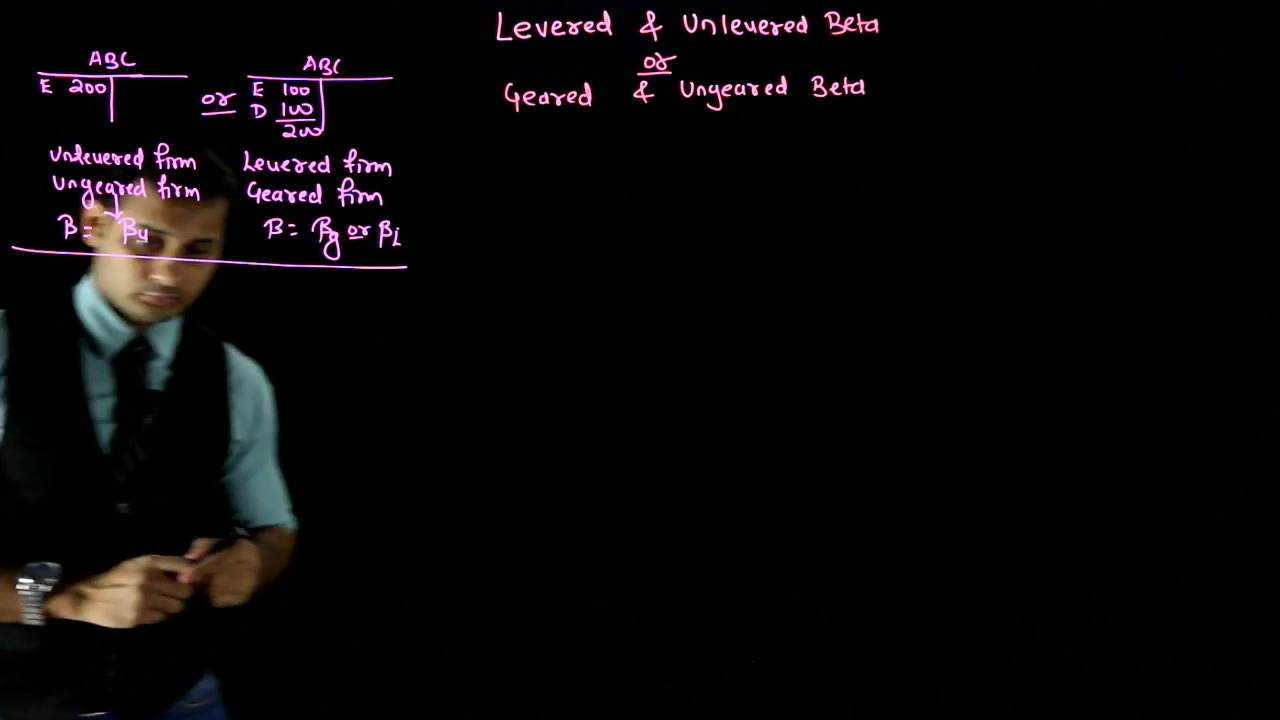 Levered & Unlevered Beta
or
Geared & Ungeared Beta
ABC
E 200
or
ABC
E 100
D 100
200
Unlevered firm
Ungeared firm
β = βu
Levered firm
Geared firm
β = βg or βL